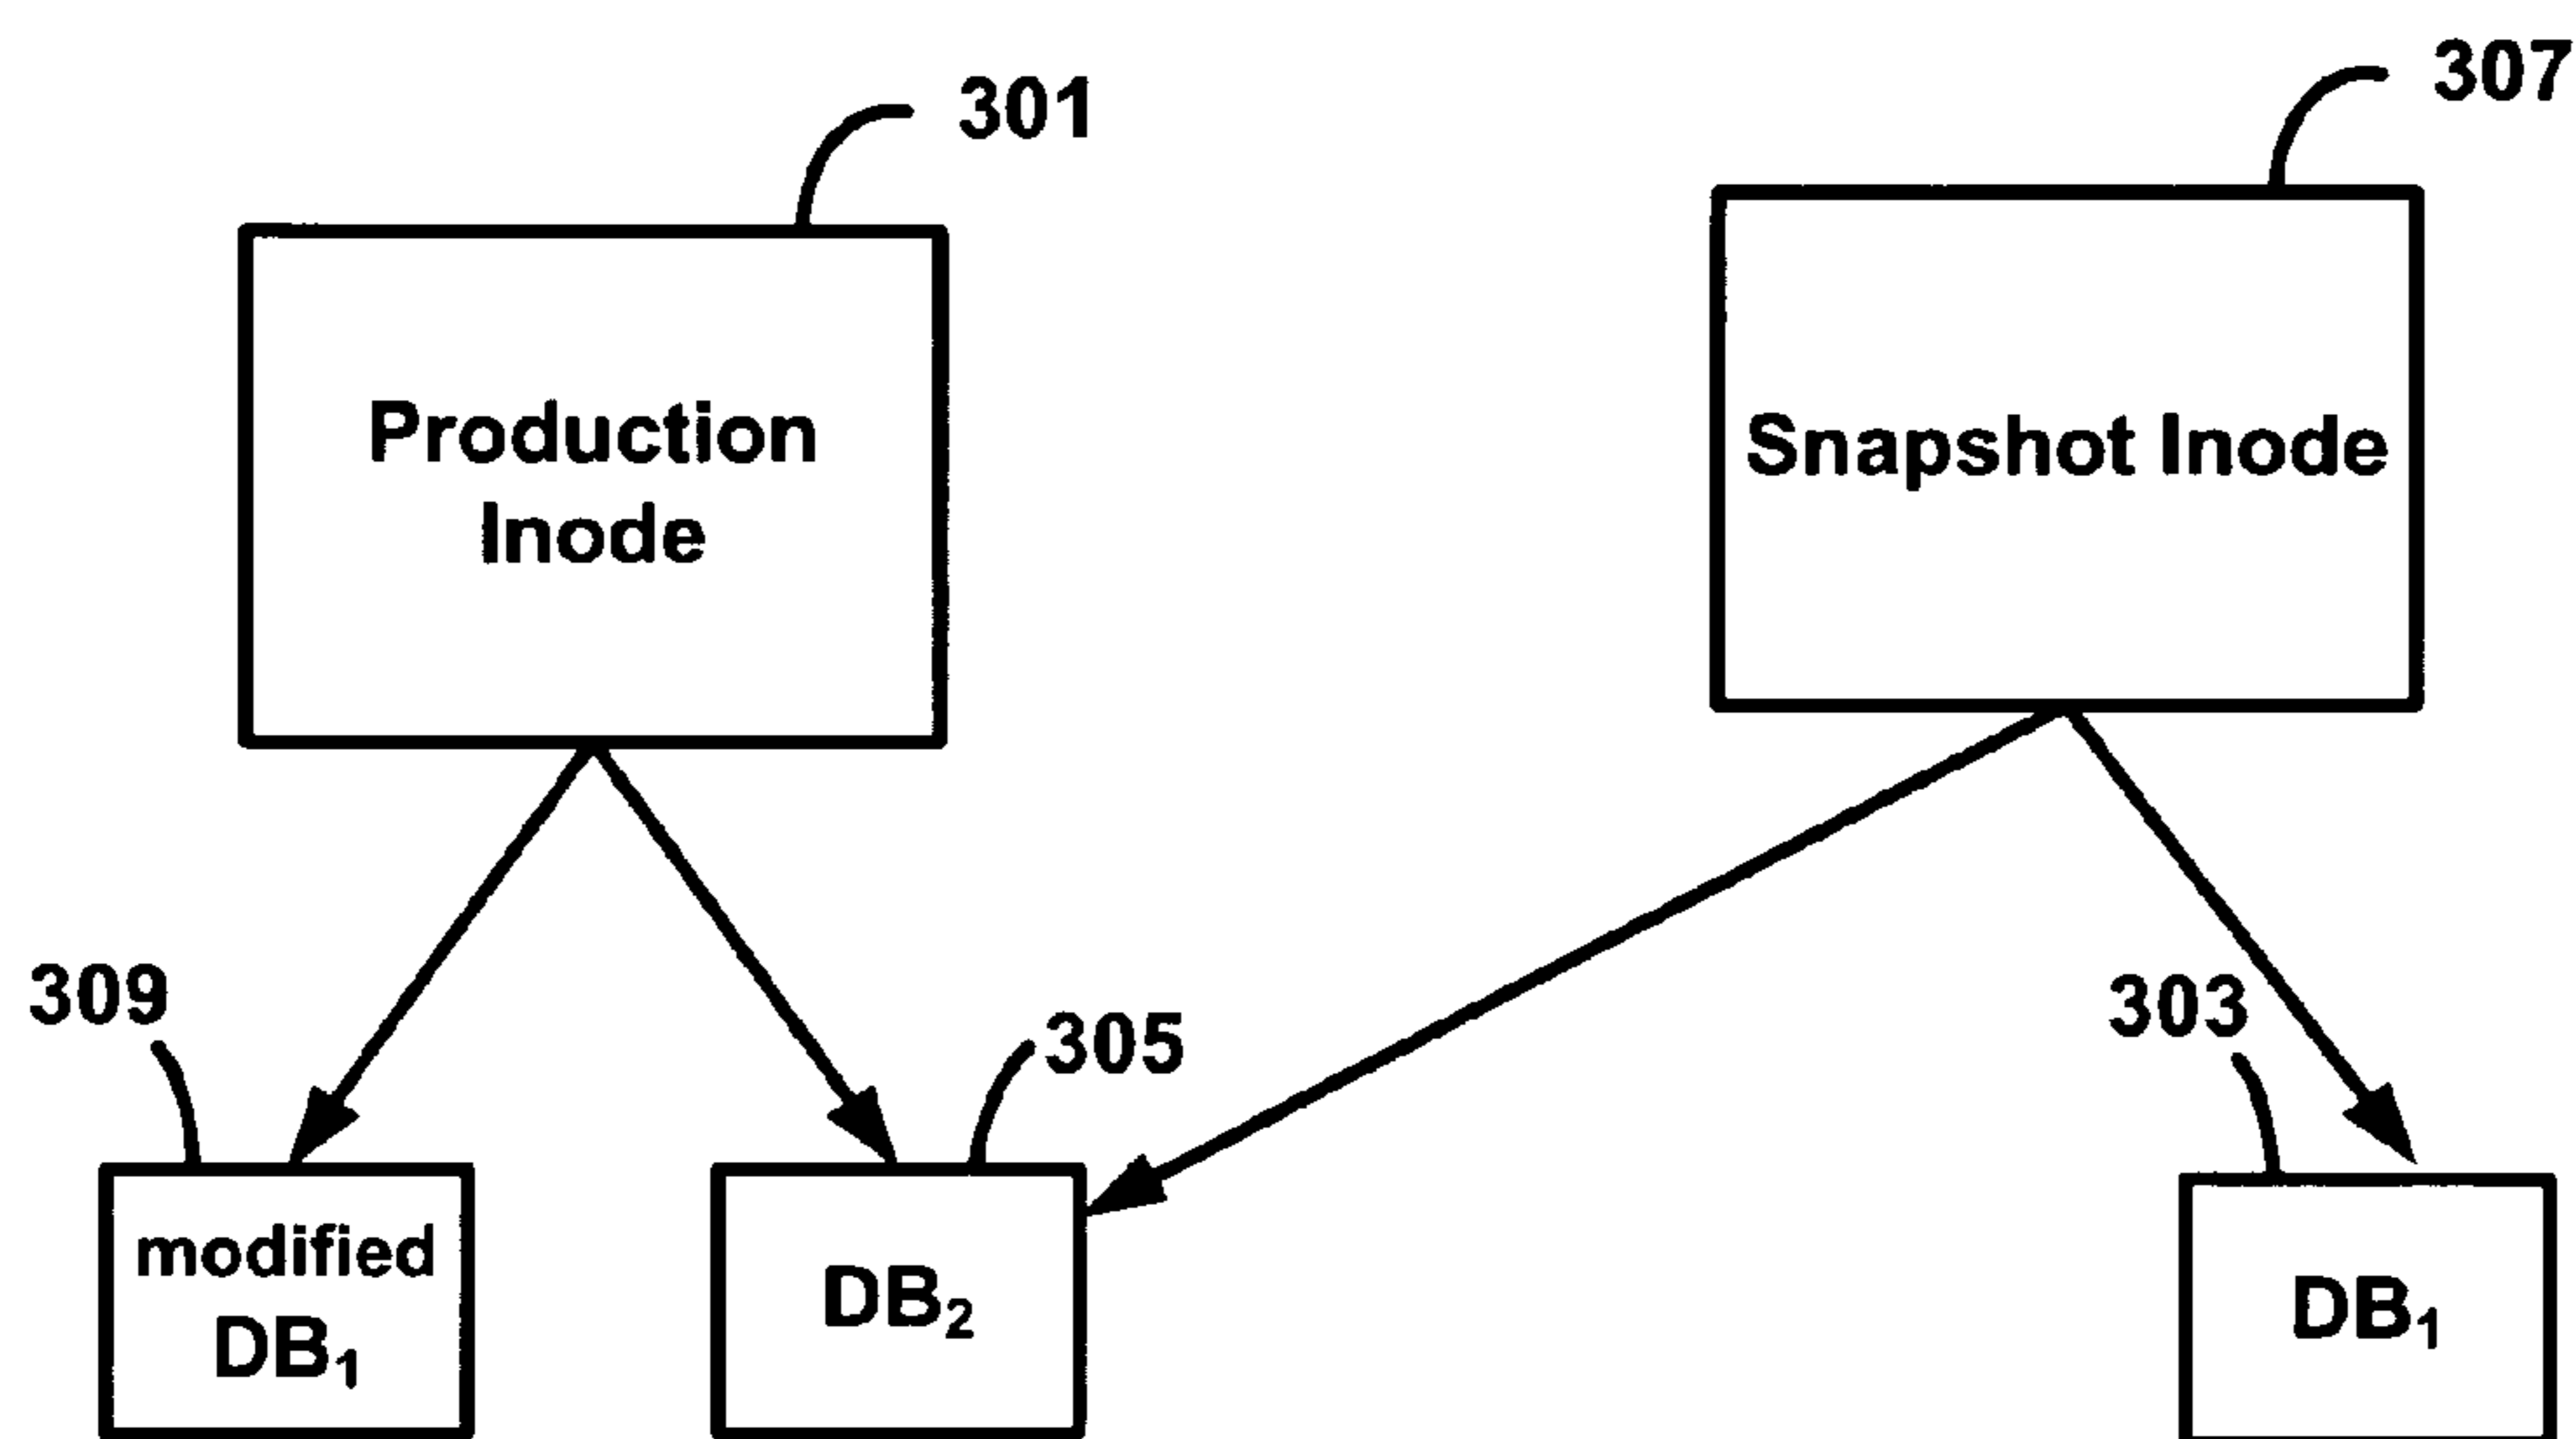 301
307
Production
Inode
Snapshot Inode
309
305
303
modified
DB₁
DB₂
DB₁